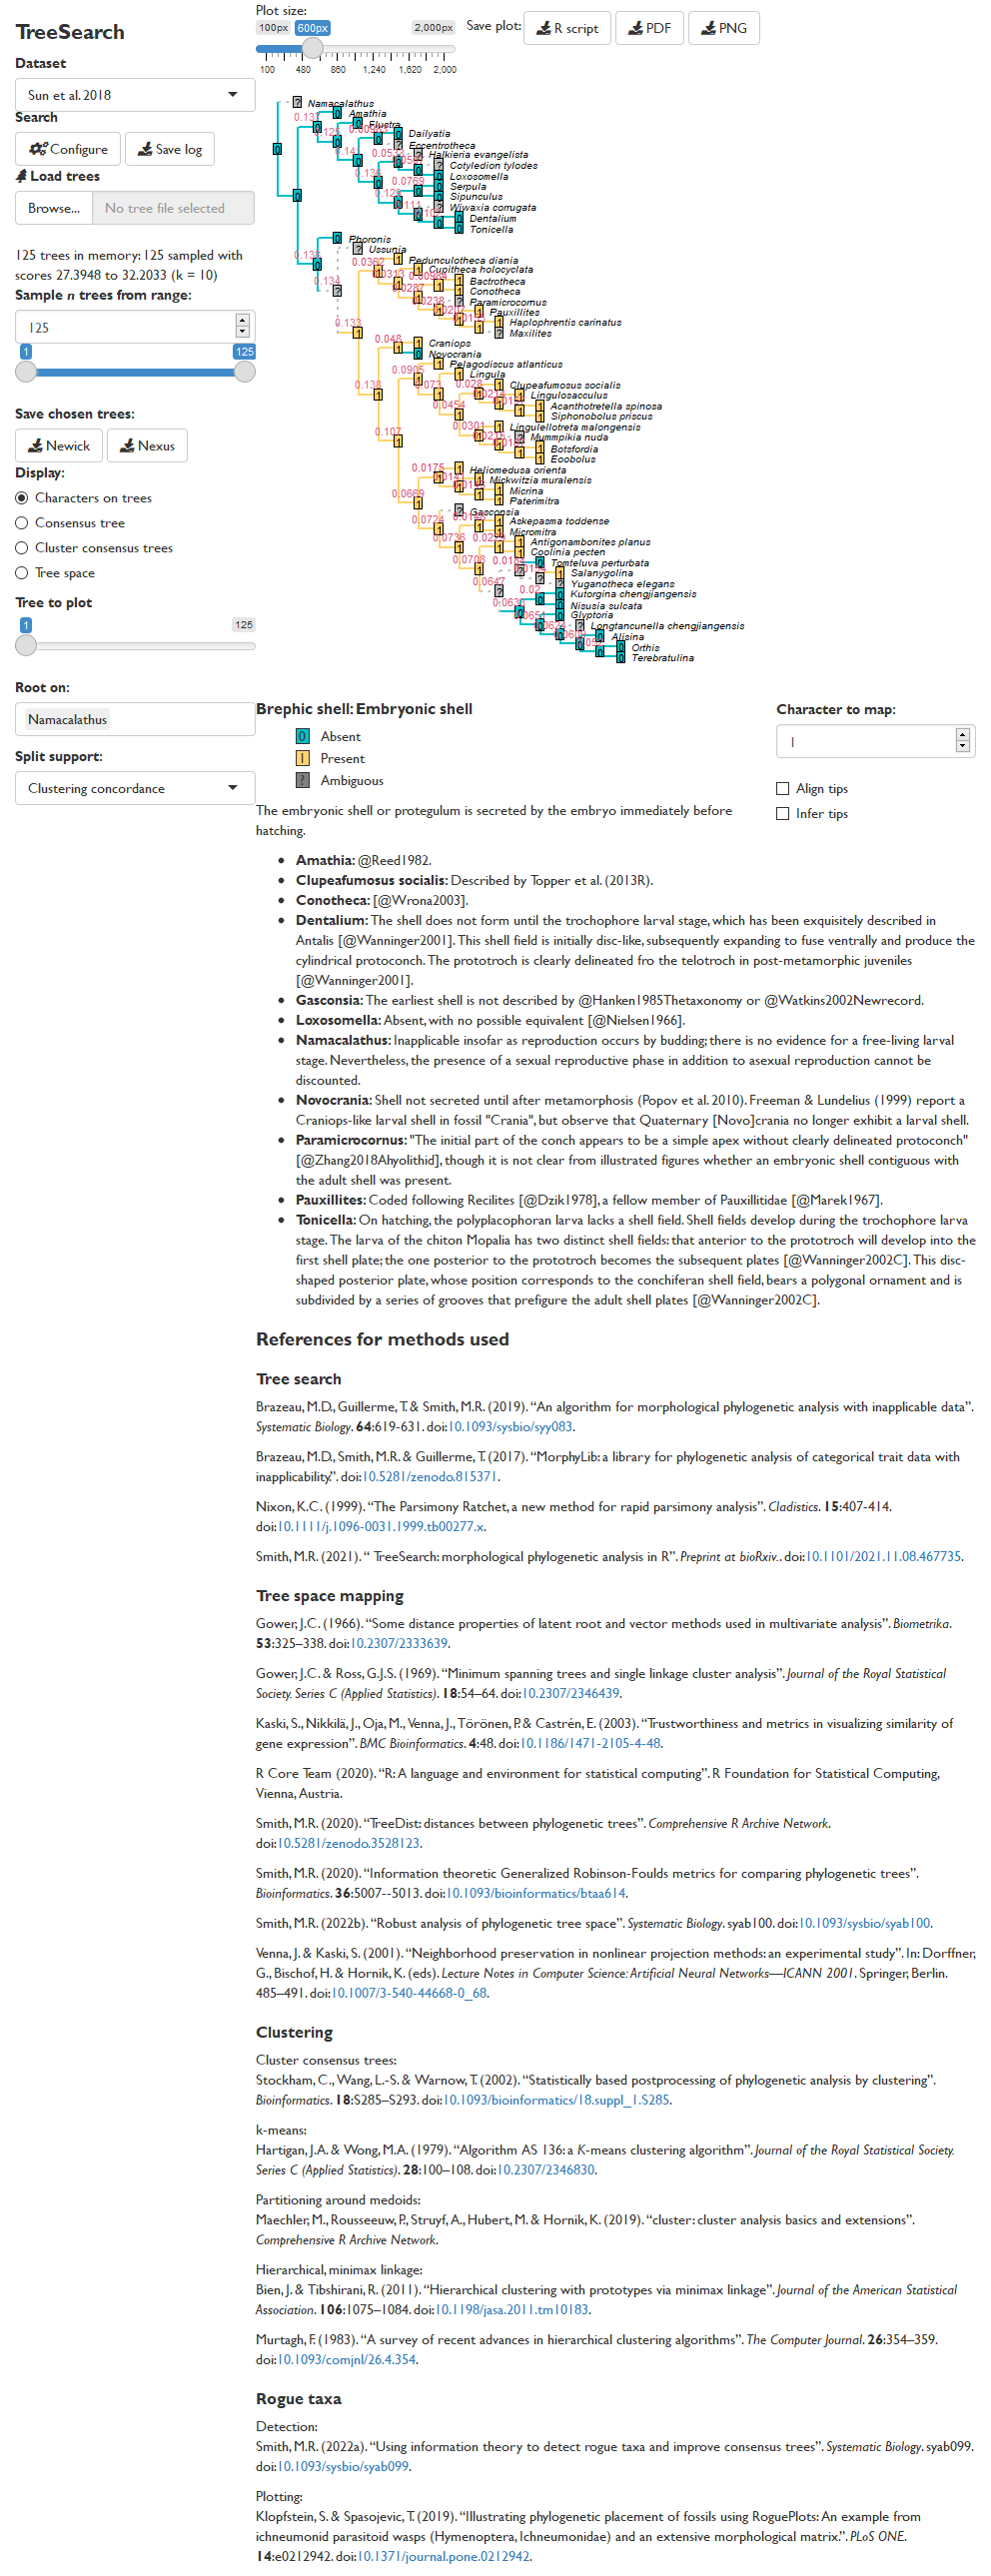 TreeSearch
Dataset
Sun et al. 2018
Search
Configure
Save log
Load trees
Browse...
No tree file selected
125 trees in memory: 125 sampled with
scores 27.3948 to 32.2033 (k = 10)
Sample n trees from range:
125
1
125
Save chosen trees:
Newick
Nexus
Display:
Characters on trees
Consensus tree
Cluster consensus trees
Tree space
Tree to plot
1
125
Root on:
Namacalathus
Split support:
Clustering concordance
Plot size:
100px
600px
2,000px
100 480 860 1,240 1,620 2,000
Save plot:
R script
PDF
PNG
Namacalathus
Amathia
Flustra
Dailyatia
Eccentrotheca
Halkieria evangelista
Cotyledion tylodes
Loxosomella
Serpula
Sipunculus
Wiwaxia corrugata
Dentalium
Tonicella
Phoronis
Ussunia
Pedunculotheca diania
Cupitheca holocyclata
Bactrotheca
Conotheca
Paramicrocornus
Pauxillites
Haplophrentis carinatus
Maxilites
Craniops
Novocrania
Pelagodiscus atlanticus
Lingula
Clupeafumosus socialis
Lingulosacculus
Acanthotretella spinosa
Siphonobolus priscus
Lingulellotreta malongensis
Mummpikia nuda
Botsfordia
Eoobolus
Heliomedusa orienta
Mickwitzia muralensis
Micrina
Paterimitra
Gasconsia
Askepasma toddense
Micromitra
Antigonambonites planus
Coolinia pecten
Tomteluva perturbata
Salanygolina
Yuganotheca elegans
Kutorgina chengjiangensis
Nisusia sulcata
Glyptoria
Longtancunella chengjiangensis
Alisina
Orthis
Terebratulina
Brephic shell: Embryonic shell
0 Absent
1 Present
? Ambiguous
Character to map:
1
Align tips
Infer tips
The embryonic shell or protegulum is secreted by the embryo immediately before
hatching.
Amathia: @Reed1982.
Clupeafumosus socialis: Described by Topper et al. (2013R).
Conotheca: [@Wrona2003].
Dentalium: The shell does not form until the trochophore larval stage, which has been exquisitely described in
Antalis [@Wanninger2001]. This shell field is initially disc-like, subsequently expanding to fuse ventrally and produce the
cylindrical protoconch. The prototroch is clearly delineated fro the telotroch in post-metamorphic juveniles
[@Wanninger2001].
Gasconsia: The earliest shell is not described by @Hanken1985Thetaxonomy or @Watkins2002Newrecord.
Loxosomella: Absent, with no possible equivalent [@Nielsen1966].
Namacalathus: Inapplicable insofar as reproduction occurs by budding; there is no evidence for a free-living larval
stage. Nevertheless, the presence of a sexual reproductive phase in addition to asexual reproduction cannot be
discounted.
Novocrania: Shell not secreted until after metamorphosis (Popov et al. 2010). Freeman & Lundelius (1999) report a
Craniops-like larval shell in fossil "Crania", but observe that Quaternary [Novo]crania no longer exhibit a larval shell.
Paramicrocornus: "The initial part of the conch appears to be a simple apex without clearly delineated protoconch"
[@Zhang2018Ahyolithid], though it is not clear from illustrated figures whether an embryonic shell contiguous with
the adult shell was present.
Pauxillites: Coded following Recilites [@Dzik1978], a fellow member of Pauxillitidae [@Marek1967].
Tonicella: On hatching, the polyplacophoran larva lacks a shell field. Shell fields develop during the trochophore larva
stage. The larva of the chiton Mopalia has two distinct shell fields: that anterior to the prototroch will develop into the
first shell plate; the one posterior to the prototroch becomes the subsequent plates [@Wanninger2002C]. This disc-
shaped posterior plate, whose position corresponds to the conchiferan shell field, bears a polygonal ornament and is
subdivided by a series of grooves that prefigure the adult shell plates [@Wanninger2002C].
References for methods used
Tree search
Brazeau, M.D., Guillerme, T. & Smith, M.R. (2019). “An algorithm for morphological phylogenetic analysis with inapplicable data”.
Systematic Biology. 64:619-631. doi:10.1093/sysbio/syy083.
Brazeau, M.D., Smith, M.R. & Guillerme, T. (2017). “MorphyLib: a library for phylogenetic analysis of categorical trait data with
inapplicability.”. doi:10.5281/zenodo.815371.
Nixon, K.C. (1999). “The Parsimony Ratchet, a new method for rapid parsimony analysis”. Cladistics. 15:407-414.
doi:10.1111/j.1096-0031.1999.tb00277.x.
Smith, M.R. (2021). “ TreeSearch: morphological phylogenetic analysis in R”. Preprint at bioRxiv.. doi:10.1101/2021.11.08.467735.
Tree space mapping
Gower, J.C. (1966). “Some distance properties of latent root and vector methods used in multivariate analysis”. Biometrika.
53:325–338. doi:10.2307/2333639.
Gower, J.C. & Ross, G.J.S. (1969). “Minimum spanning trees and single linkage cluster analysis”. Journal of the Royal Statistical
Society. Series C (Applied Statistics). 18:54–64. doi:10.2307/2346439.
Kaski, S., Nikkilä, J., Oja, M., Venna, J., Törönen, P. & Castrén, E. (2003). “Trustworthiness and metrics in visualizing similarity of
gene expression”. BMC Bioinformatics. 4:48. doi:10.1186/1471-2105-4-48.
R Core Team (2020). “R: A language and environment for statistical computing”. R Foundation for Statistical Computing,
Vienna, Austria.
Smith, M.R. (2020). “TreeDist: distances between phylogenetic trees”. Comprehensive R Archive Network.
doi:10.5281/zenodo.3528123.
Smith, M.R. (2020). “Information theoretic Generalized Robinson-Foulds metrics for comparing phylogenetic trees”.
Bioinformatics. 36:5007--5013. doi:10.1093/bioinformatics/btaa614.
Smith, M.R. (2022b). “Robust analysis of phylogenetic tree space”. Systematic Biology. syab100. doi:10.1093/sysbio/syab100.
Venna, J. & Kaski, S. (2001). “Neighborhood preservation in nonlinear projection methods: an experimental study”. In: Dorffner,
G., Bischof, H. & Hornik, K. (eds). Lecture Notes in Computer Science: Artificial Neural Networks—ICANN 2001. Springer, Berlin.
485–491. doi:10.1007/3-540-44668-0_68.
Clustering
Cluster consensus trees:
Stockham, C., Wang, L.-S. & Warnow, T. (2002). “Statistically based postprocessing of phylogenetic analysis by clustering”.
Bioinformatics. 18:S285–S293. doi:10.1093/bioinformatics/18.suppl_1.S285.
k-means:
Hartigan, J.A. & Wong, M.A. (1979). “Algorithm AS 136: a K-means clustering algorithm”. Journal of the Royal Statistical Society.
Series C (Applied Statistics). 28:100–108. doi:10.2307/2346830.
Partitioning around medoids:
Maechler, M., Rousseeuw, P., Struyf, A., Hubert, M. & Hornik, K. (2019). “cluster: cluster analysis basics and extensions”.
Comprehensive R Archive Network.
Hierarchical, minimax linkage:
Bien, J. & Tibshirani, R. (2011). “Hierarchical clustering with prototypes via minimax linkage”. Journal of the American Statistical
Association. 106:1075–1084. doi:10.1198/jasa.2011.tm10183.
Murtagh, F. (1983). “A survey of recent advances in hierarchical clustering algorithms”. The Computer Journal. 26:354–359.
doi:10.1093/comjnl/26.4.354.
Rogue taxa
Detection:
Smith, M.R. (2022a). “Using information theory to detect rogue taxa and improve consensus trees”. Systematic Biology. syab099.
doi:10.1093/sysbio/syab099.
Plotting:
Klopfstein, S. & Spasojevic, T. (2019). “Illustrating phylogenetic placement of fossils using RoguePlots: An example from
ichneumonid parasitoid wasps (Hymenoptera, Ichneumonidae) and an extensive morphological matrix.”. PLoS ONE.
14:e0212942. doi:10.1371/journal.pone.0212942.